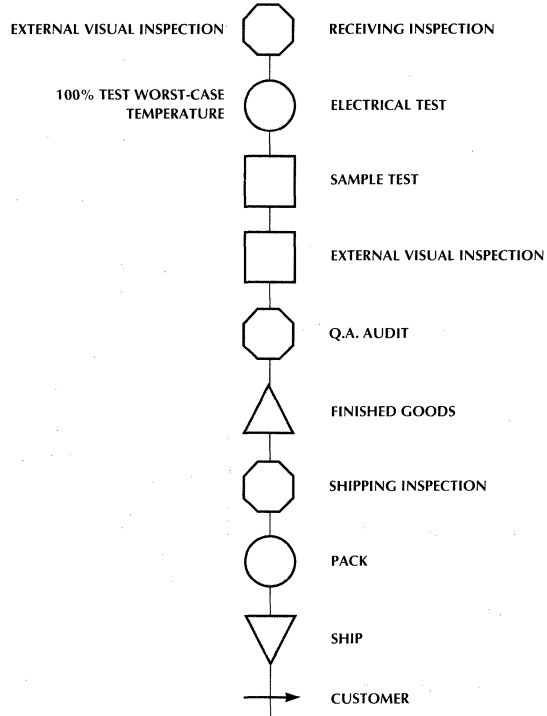 EXTERNAL VISUAL INSPECTION
RECEIVING INSPECTION
100% TEST WORST-CASE
TEMPERATURE
ELECTRICAL TEST
SAMPLE TEST
EXTERNAL VISUAL INSPECTION
Q.A. AUDIT
FINISHED GOODS
SHIPPING INSPECTION
PACK
SHIP
CUSTOMER